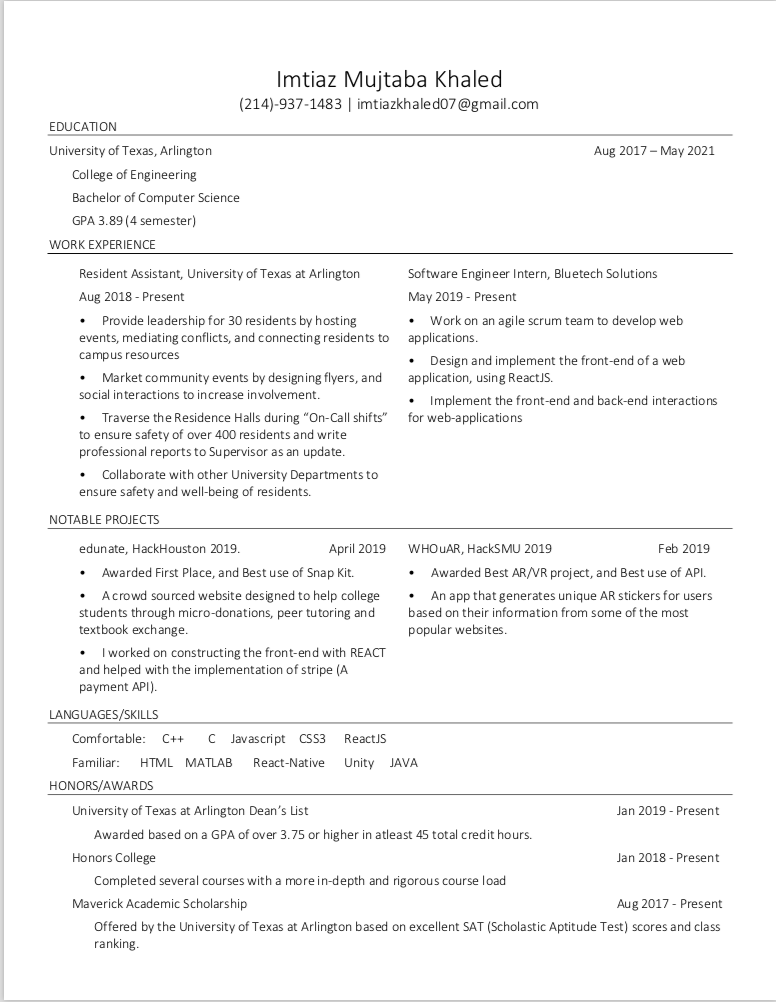 Imtiaz Mujtaba Khaled
(214)-937-1483 | imtiazkhaled07@gmail.com
EDUCATION
University of Texas, Arlington Aug 2017 – May 2021
College of Engineering
Bachelor of Computer Science
GPA 3.89 (4 semester)
WORK EXPERIENCE
Resident Assistant, University of Texas at Arlington
Aug 2018 - Present
• Provide leadership for 30 residents by hosting
events, mediating conflicts, and connecting residents to
campus resources
• Market community events by designing flyers, and
social interactions to increase involvement.
• Traverse the Residence Halls during “On-Call shifts”
to ensure safety of over 400 residents and write
professional reports to Supervisor as an update.
• Collaborate with other University Departments to
ensure safety and well-being of residents.
Software Engineer Intern, Bluetech Solutions
May 2019 - Present
• Work on an agile scrum team to develop web
applications.
• Design and implement the front-end of a web
application, using ReactJS.
• Implement the front-end and back-end interactions
for web-applications
NOTABLE PROJECTS
edunate, HackHouston 2019. April 2019
• Awarded First Place, and Best use of Snap Kit.
• A crowd sourced website designed to help college
students through micro-donations, peer tutoring and
textbook exchange.
• I worked on constructing the front-end with REACT
and helped with the implementation of stripe (A
payment API).
WHOuAR, HackSMU 2019 Feb 2019
• Awarded Best AR/VR project, and Best use of API.
• An app that generates unique AR stickers for users
based on their information from some of the most
popular websites.
LANGUAGES/SKILLS
Comfortable: C++ C Javascript CSS3 ReactJS
Familiar: HTML MATLAB React-Native Unity JAVA
HONORS/AWARDS
University of Texas at Arlington Dean’s List Jan 2019 - Present
Awarded based on a GPA of over 3.75 or higher in atleast 45 total credit hours.
Honors College Jan 2018 - Present
Completed several courses with a more in-depth and rigorous course load
Maverick Academic Scholarship Aug 2017 - Present
Offered by the University of Texas at Arlington based on excellent SAT (Scholastic Aptitude Test) scores and class
ranking.